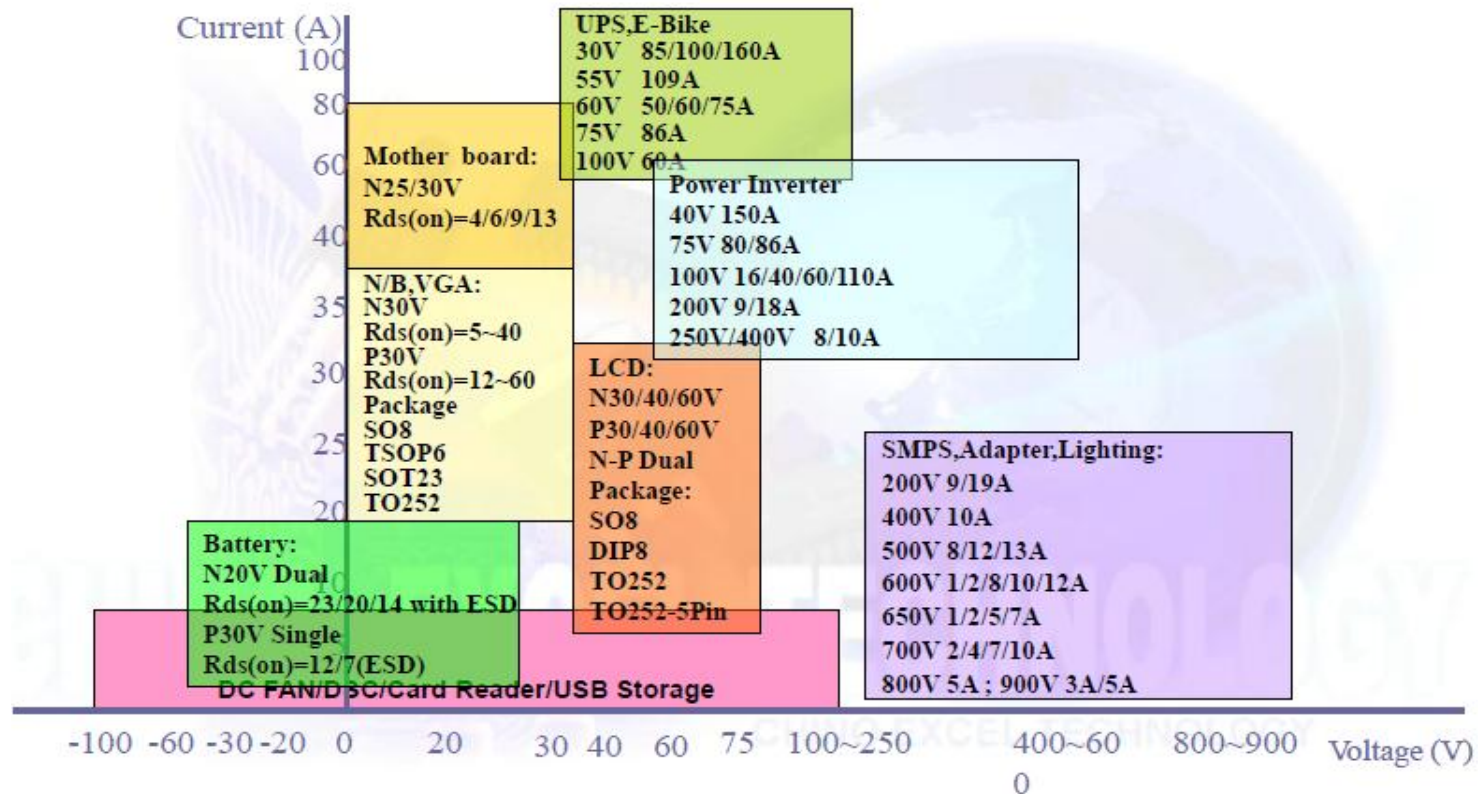 Current (A)
100
80
60
40
35
30
25
20
10
UPS,E-Bike
30V 85/100/160A
55V 109A
60V 50/60/75A
75V 86A
100V 60A
Mother board:
N25/30V
Rds(on)=4/6/9/13
Power Inverter
40V 150A
75V 80/86A
100V 16/40/60/110A
200V 9/18A
250V/400V 8/10A
N/B,VGA:
N30V
Rds(on)=5~40
P30V
Rds(on)=12~60
Package
SO8
TSOP6
SOT23
TO252
LCD:
N30/40/60V
P30/40/60V
N-P Dual
Package:
SO8
DIP8
TO252
TO252-5Pin
SMPS,Adapter,Lighting:
200V 9/19A
400V 10A
500V 8/12/13A
600V 1/2/8/10/12A
650V 1/2/5/7A
700V 2/4/7/10A
800V 5A ; 900V 3A/5A
Battery:
N20V Dual
Rds(on)=23/20/14 with ESD
P30V Single
Rds(on)=12/7(ESD)
DC FAN/DSC/Card Reader/USB Storage
TECHNOLOGY
CHINO-EXCEL TECHNOLOGY
-100 -60 -30 -20 0 20 30 40 60 75 100~250 400~60 800~900 Voltage (V)
0